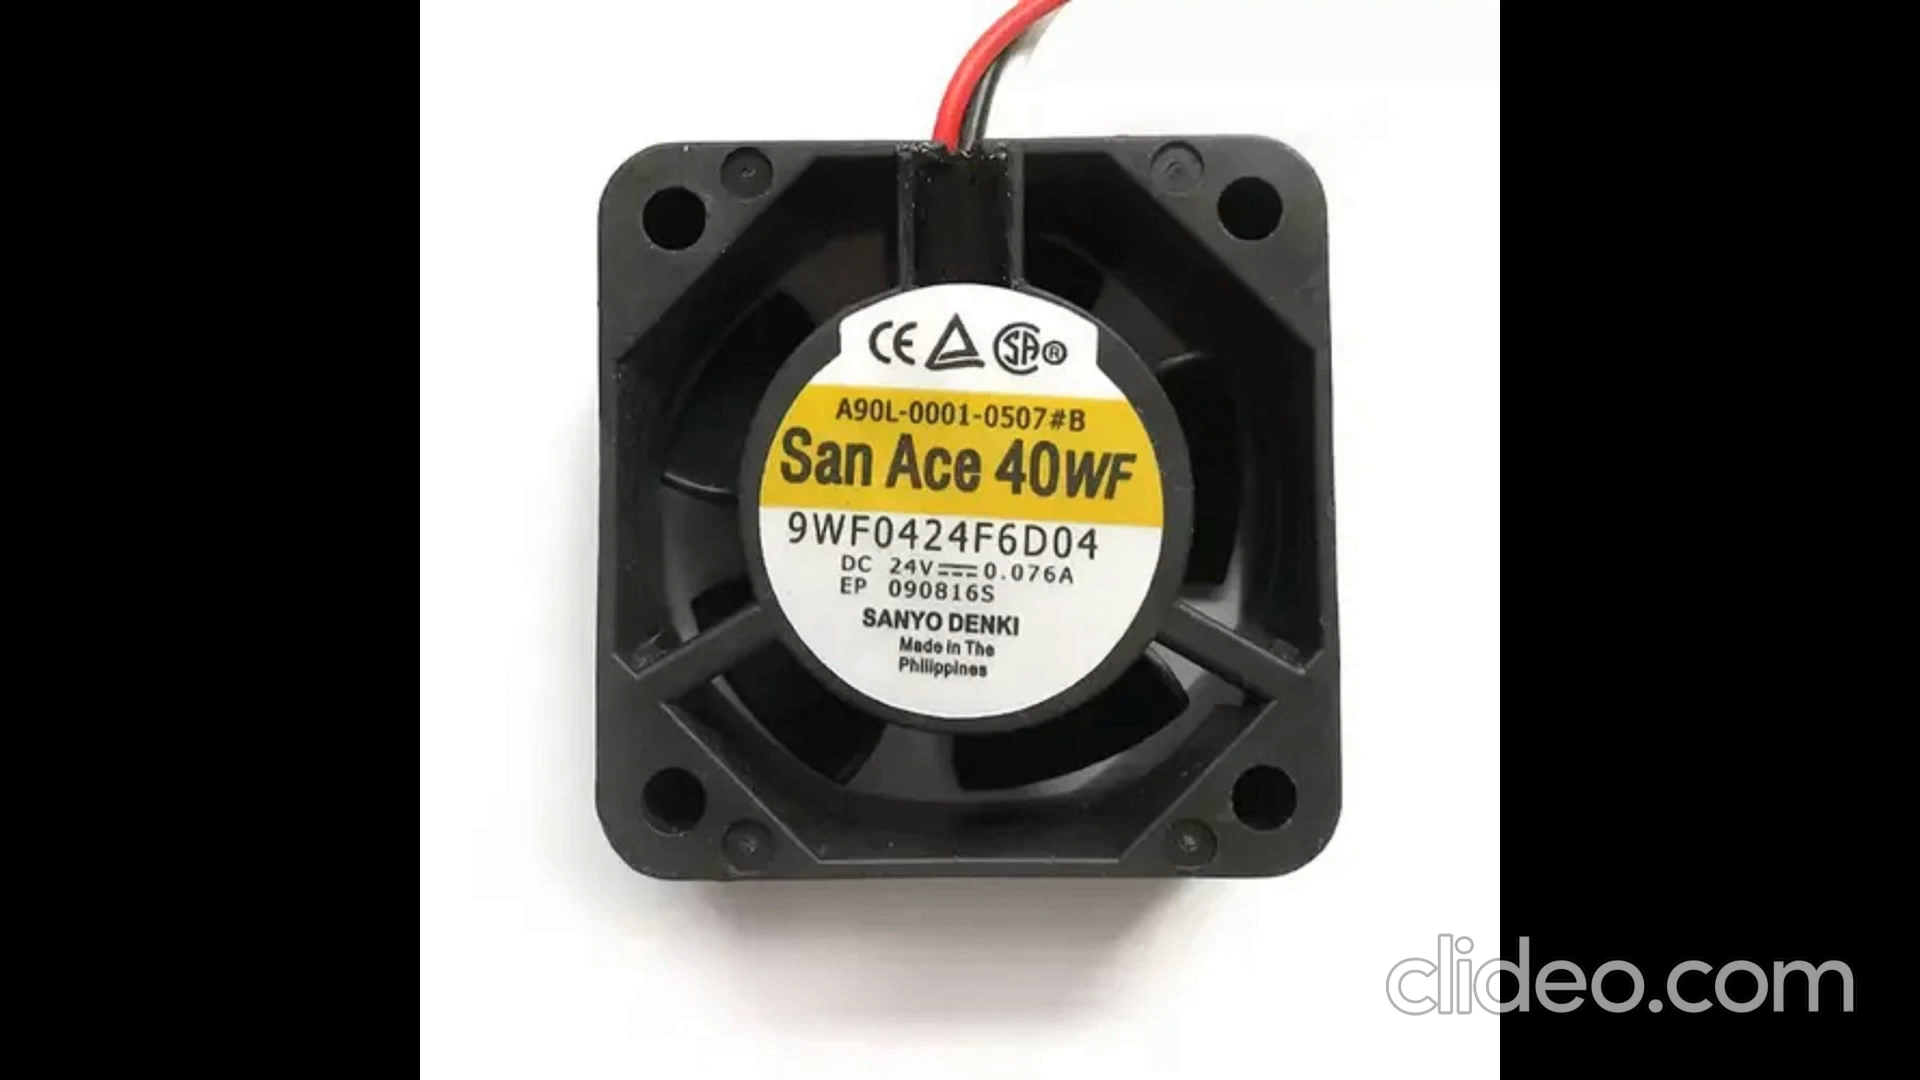 CE SA®
A90L-0001-0507#B
San Ace 40WF
9WF0424F6D04
DC 24V⎓0.076A
EP 090816S
SANYO DENKI
Made in The
Philippines
clideo.com